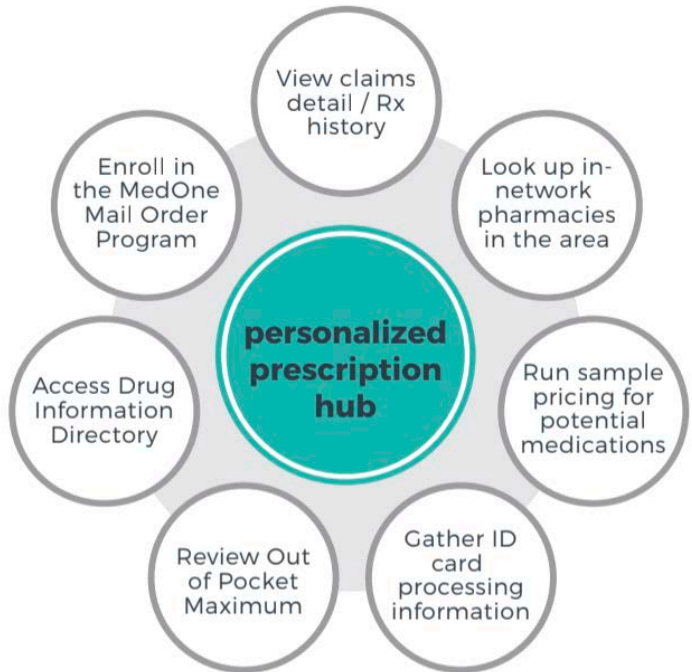 View claims
detail / Rx
history
Look up in-
network
pharmacies
in the area
Run sample
pricing for
potential
medications
Gather ID
card
processing
information
Review Out
of Pocket
Maximum
Access Drug
Information
Directory
Enroll in
the MedOne
Mail Order
Program
personalized
prescription
hub